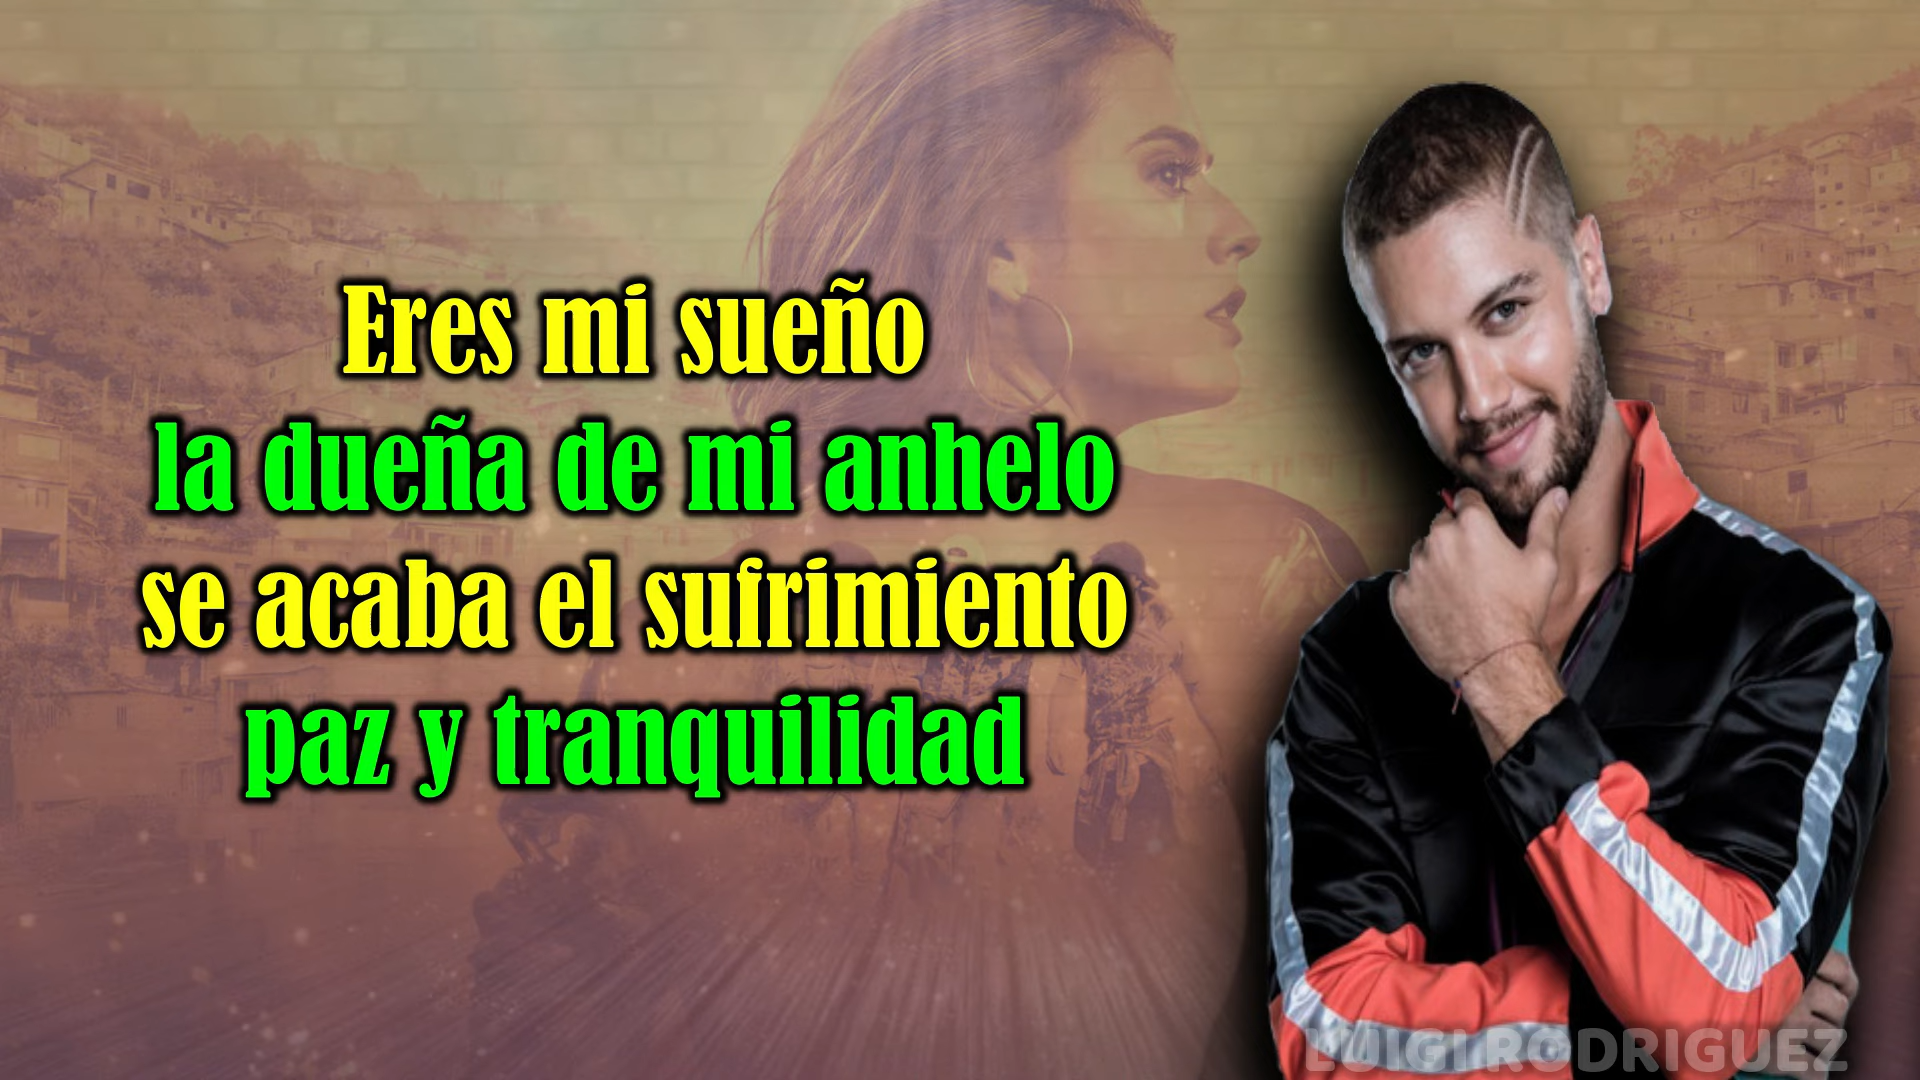 Eres mi sueño
la dueña de mi anhelo
se acaba el sufrimiento
paz y tranquilidad
LUIGI RODRIGUEZ